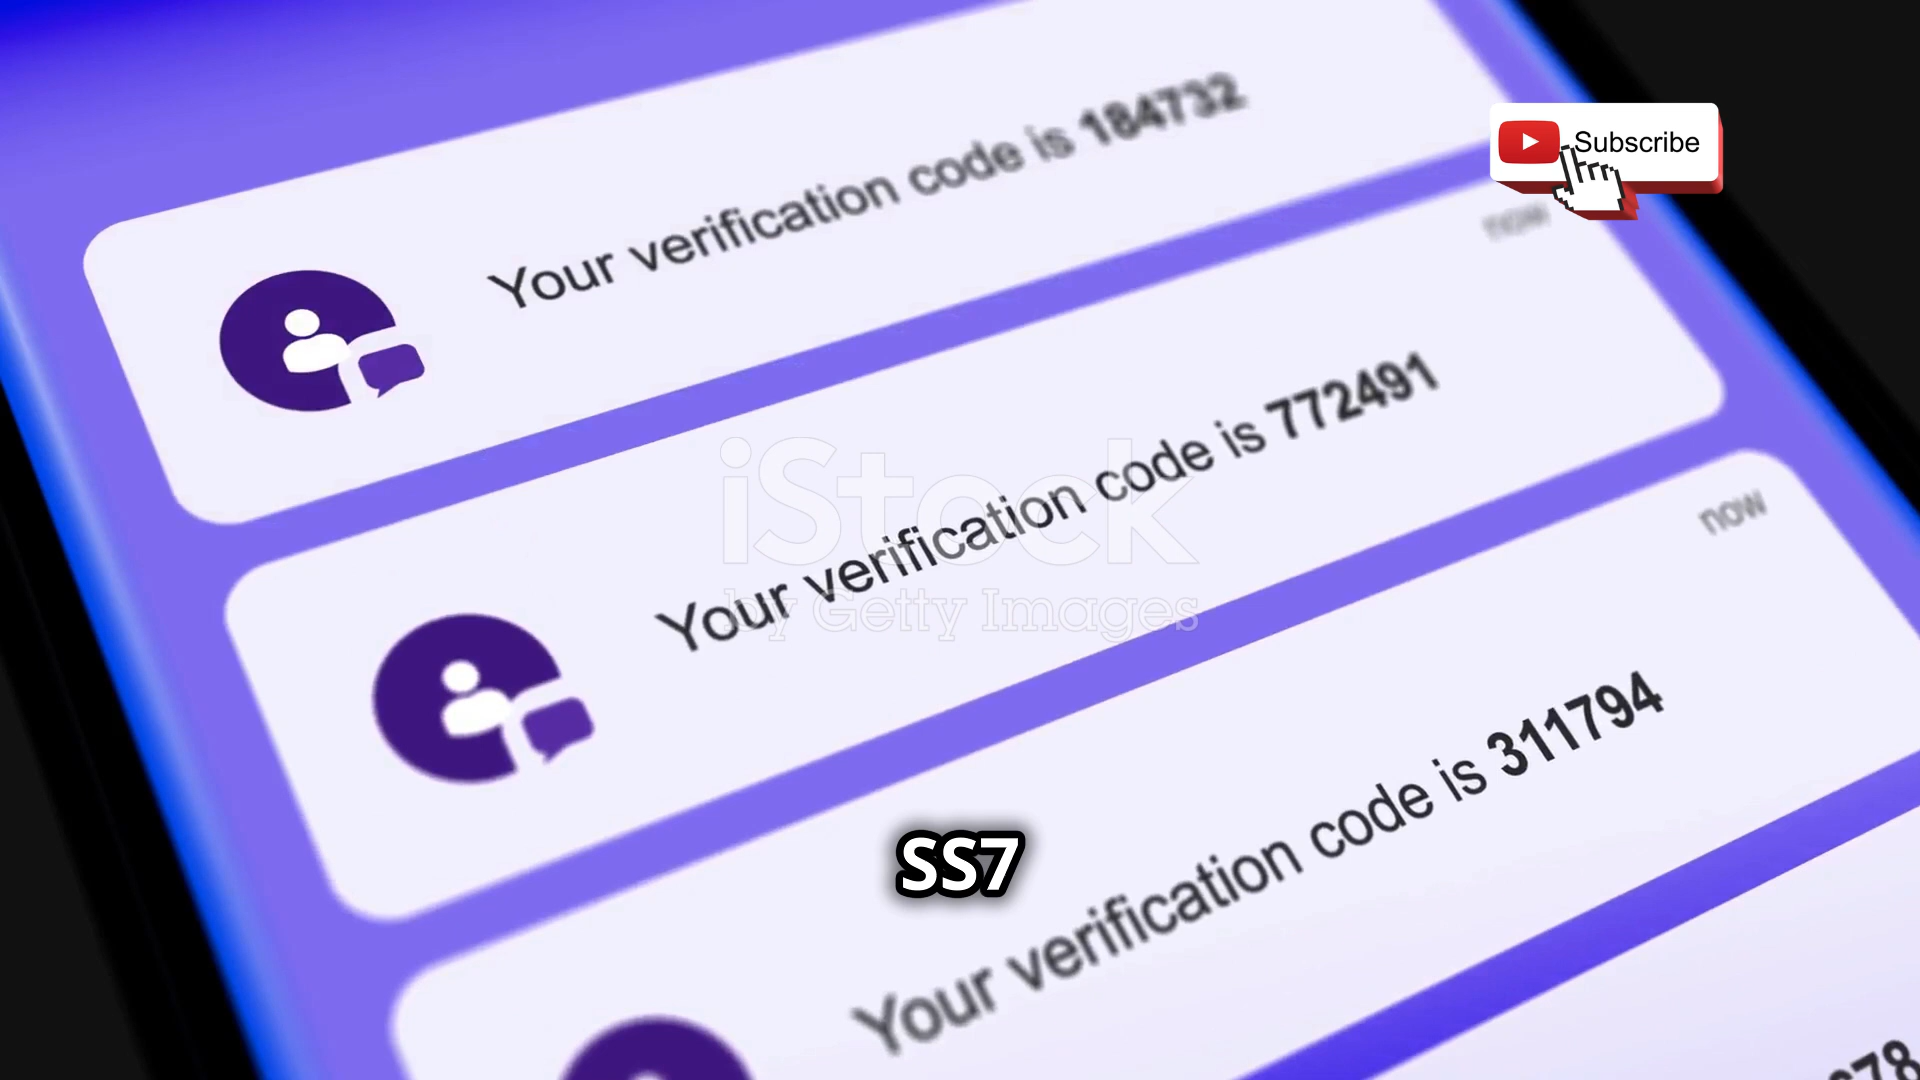 Your verification code is 184732
Subscribe
now
Your verification code is 772491
now
iStock
by Getty Images
Your verification code is 311794
SS7